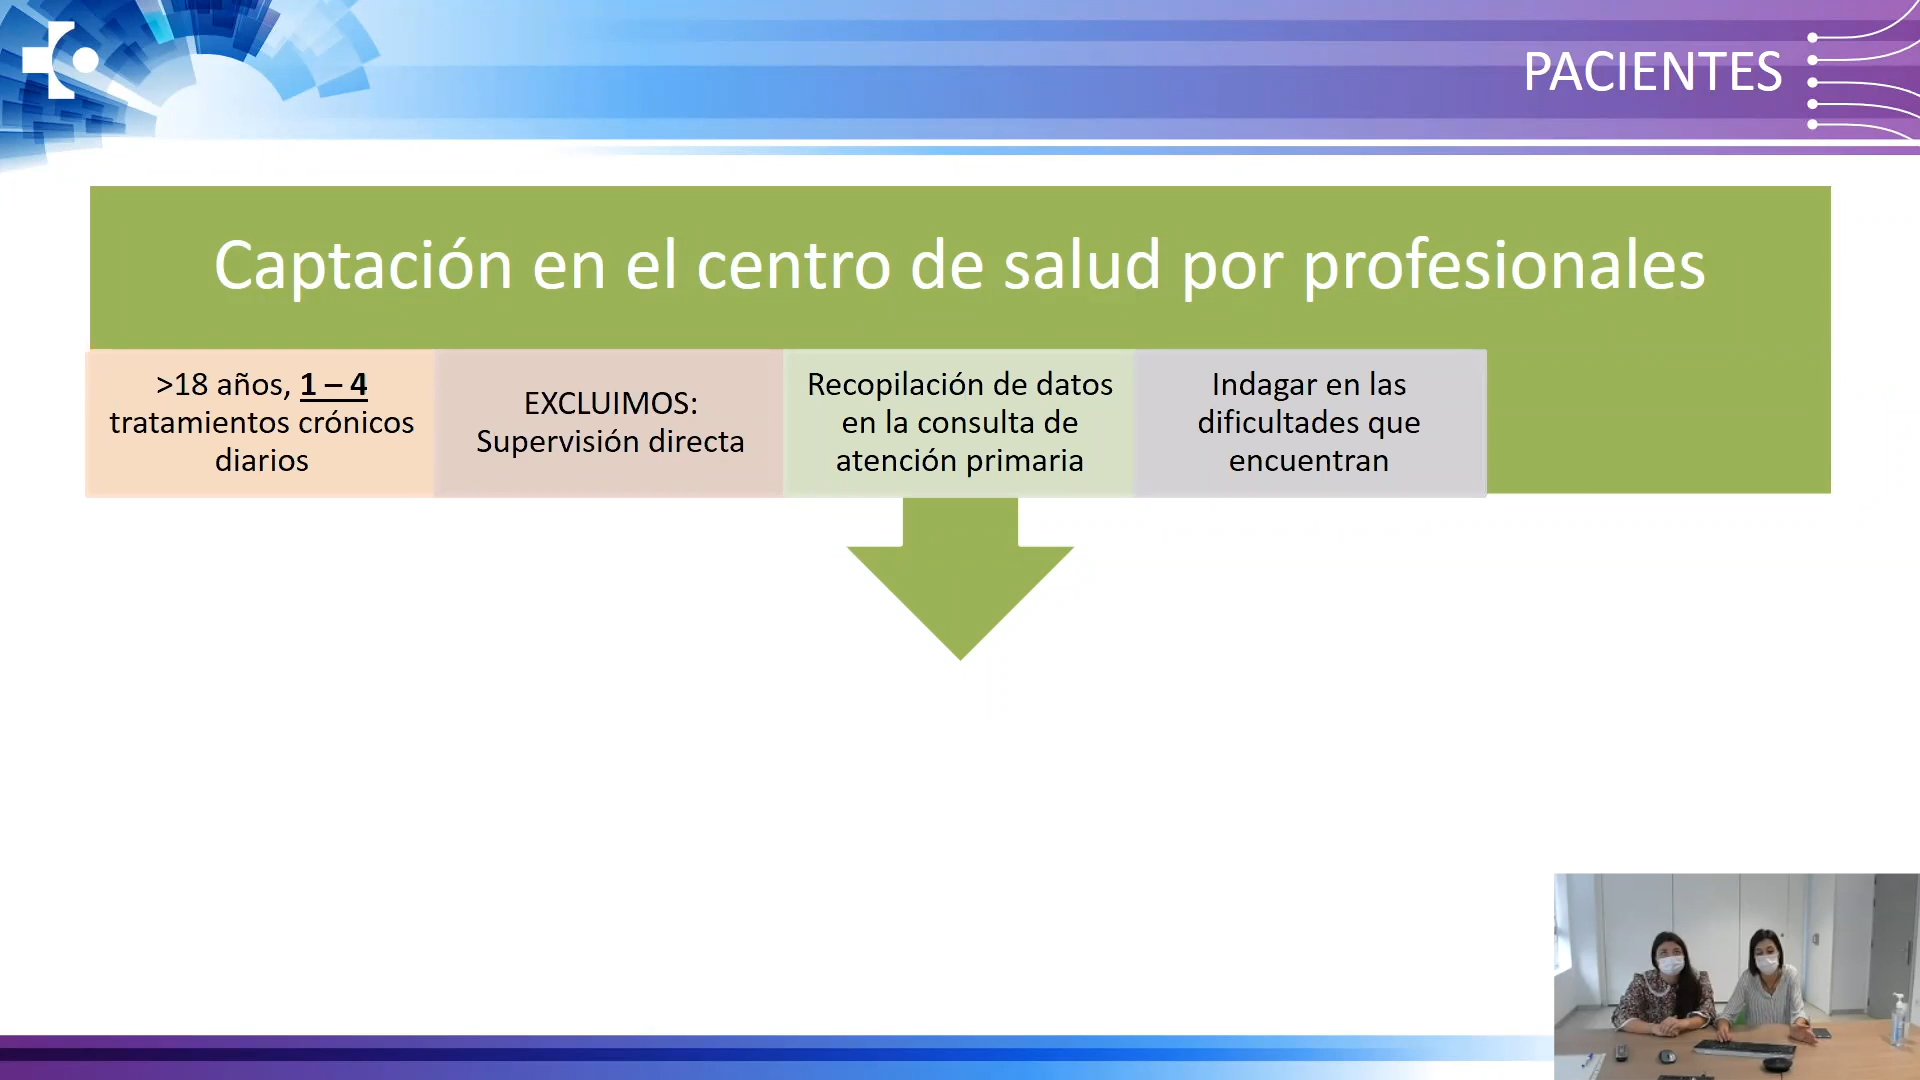 PACIENTES
Captación en el centro de salud por profesionales
>18 años, 1 – 4
tratamientos crónicos
diarios
EXCLUIMOS:
Supervisión directa
Recopilación de datos
en la consulta de
atención primaria
Indagar en las
dificultades que
encuentran